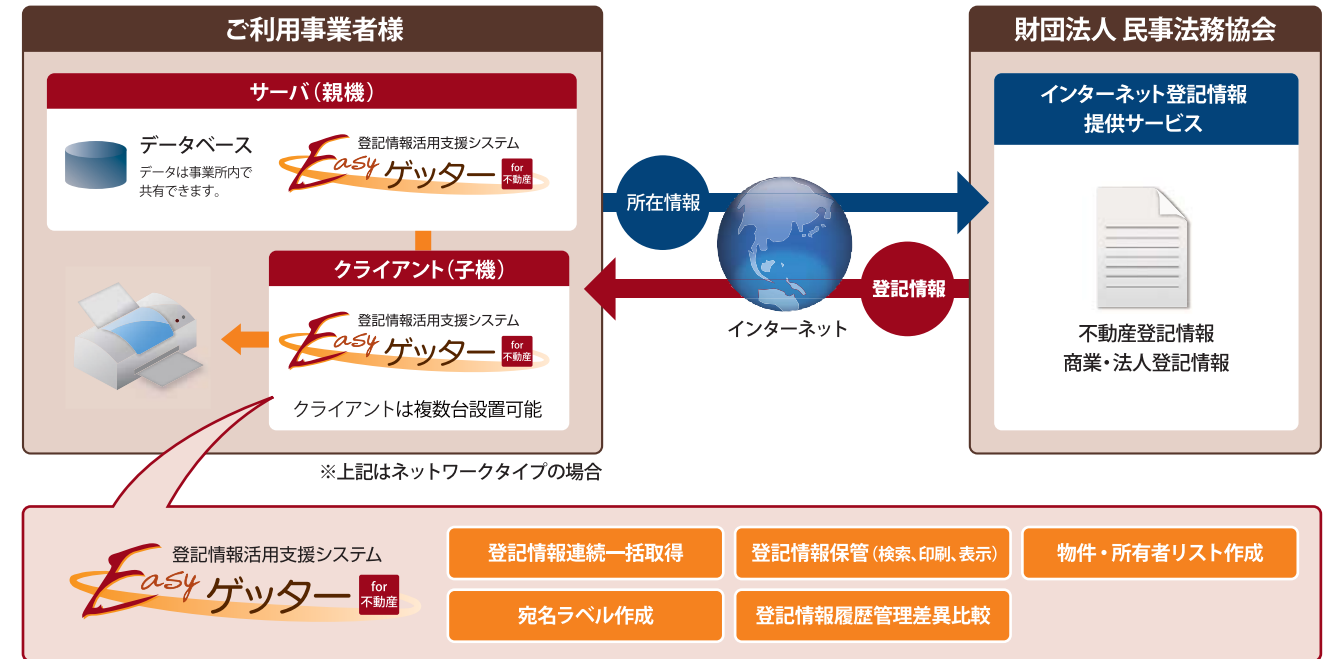 ご利用事業者様
サーバ（親機）
データベース
データは事業所内で
共有できます。
登記情報活用支援システム
Easy ゲッター for
不動産
クライアント（子機）
登記情報活用支援システム
Easy ゲッター for
不動産
クライアントは複数台設置可能
※上記はネットワークタイプの場合
所在情報
インターネット
登記情報
財団法人 民事法務協会
インターネット登記情報
提供サービス
不動産登記情報
商業・法人登記情報
登記情報活用支援システム
Easy ゲッター for
不動産
登記情報連続一括取得
登記情報保管（検索、印刷、表示）
物件・所有者リスト作成
宛名ラベル作成
登記情報履歴管理差異比較